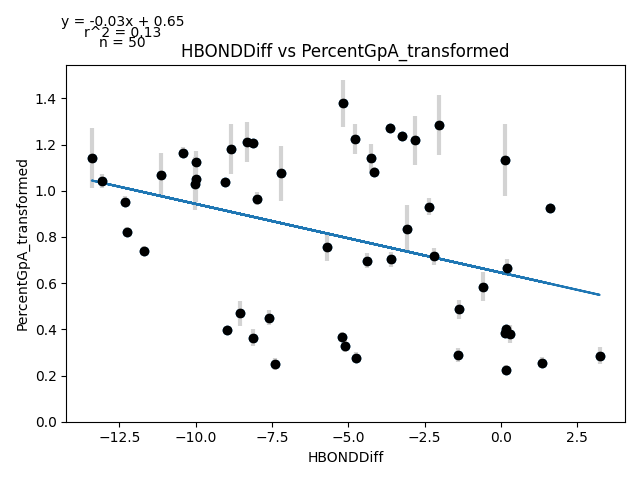 y = -0.03x + 0.65
r^2 = 0.13
n = 50
HBONDDiff vs PercentGpA_transformed
PercentGpA_transformed
1.4
1.2
1.0
0.8
0.6
0.4
0.2
0.0
−12.5 −10.0 −7.5 −5.0 −2.5 0.0 2.5
HBONDDiff